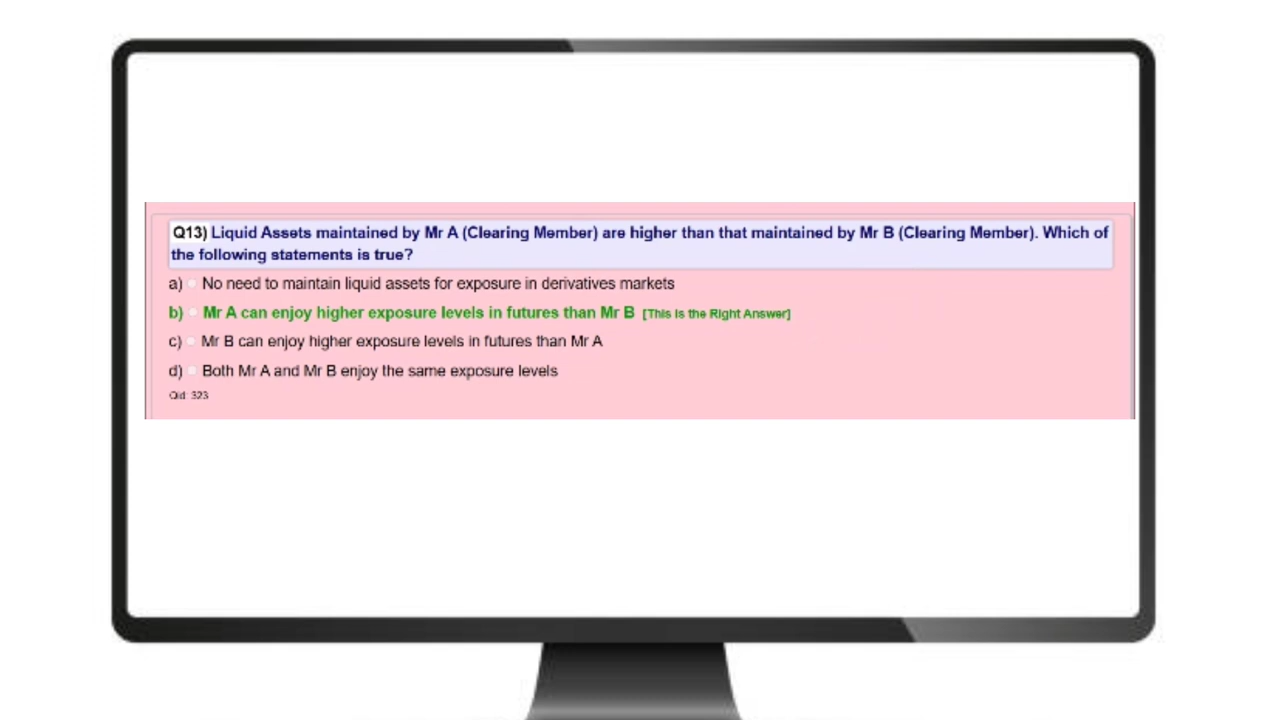 Q13) Liquid Assets maintained by Mr A (Clearing Member) are higher than that maintained by Mr B (Clearing Member). Which of
the following statements is true?
a) No need to maintain liquid assets for exposure in derivatives markets
b) Mr A can enjoy higher exposure levels in futures than Mr B [This is the Right Answer]
c) Mr B can enjoy higher exposure levels in futures than Mr A
d) Both Mr A and Mr B enjoy the same exposure levels
Qid: 323